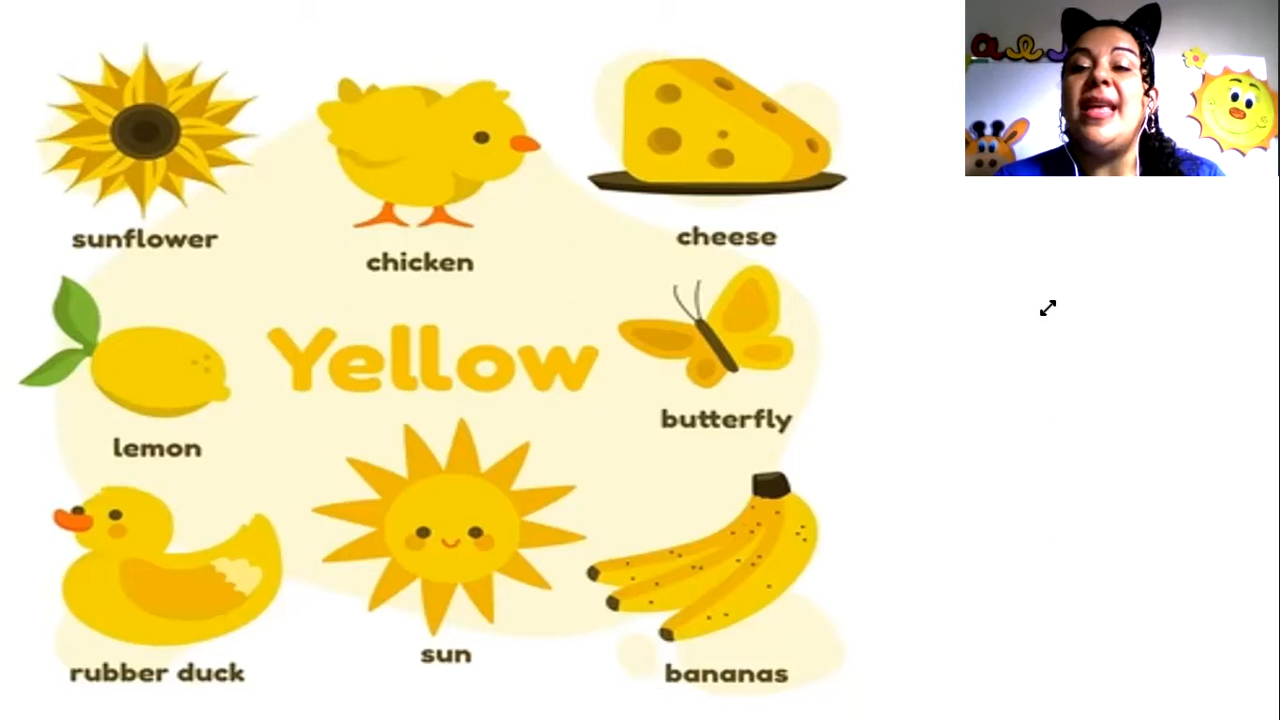 sunflower
chicken
cheese
Yellow
lemon
butterfly
rubber duck
sun
bananas